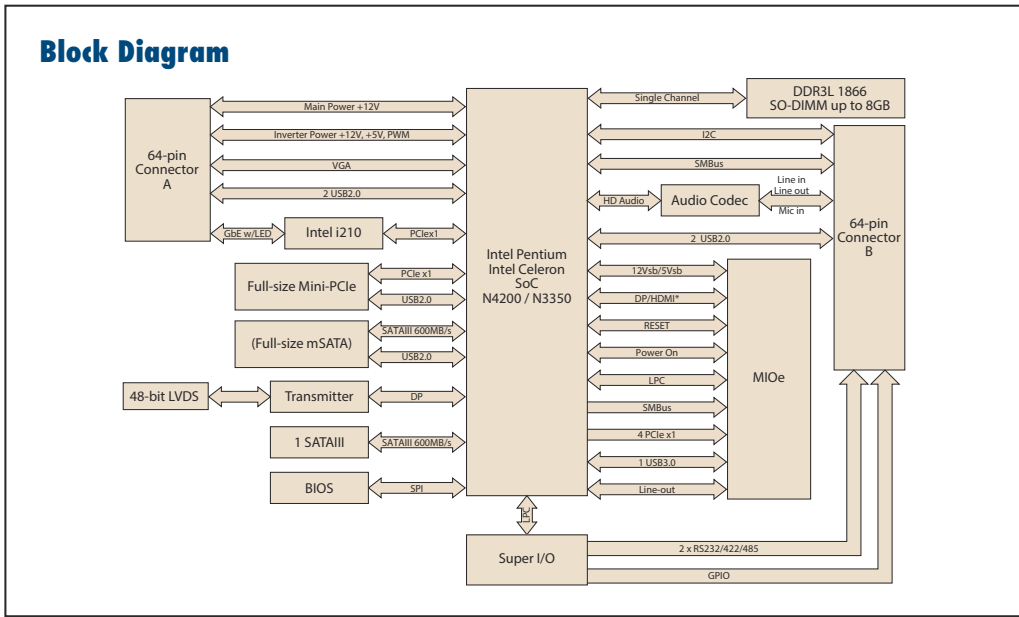 Block Diagram
64-pin
Connector
A
Main Power +12V
Inverter Power +12V, +5V, PWM
VGA
2 USB2.0
GbE w/LED
Intel i210
PCIex1
Full-size Mini-PCIe
PCIe x1
USB2.0
(Full-size mSATA)
SATAIII 600MB/s
USB2.0
48-bit LVDS
Transmitter
DP
1 SATAIII
SATAIII 600MB/s
BIOS
SPI
Intel Pentium
Intel Celeron
SoC
N4200 / N3350
LPC
Super I/O
Single Channel
DDR3L 1866
SO-DIMM up to 8GB
I2C
SMBus
HD Audio
Audio Codec
Line in
Line out
Mic in
2 USB2.0
64-pin
Connector
B
12Vsb/5Vsb
DP/HDMI*
RESET
Power On
LPC
SMBus
4 PCIe x1
1 USB3.0
Line-out
MIOe
2 x RS232/422/485
GPIO